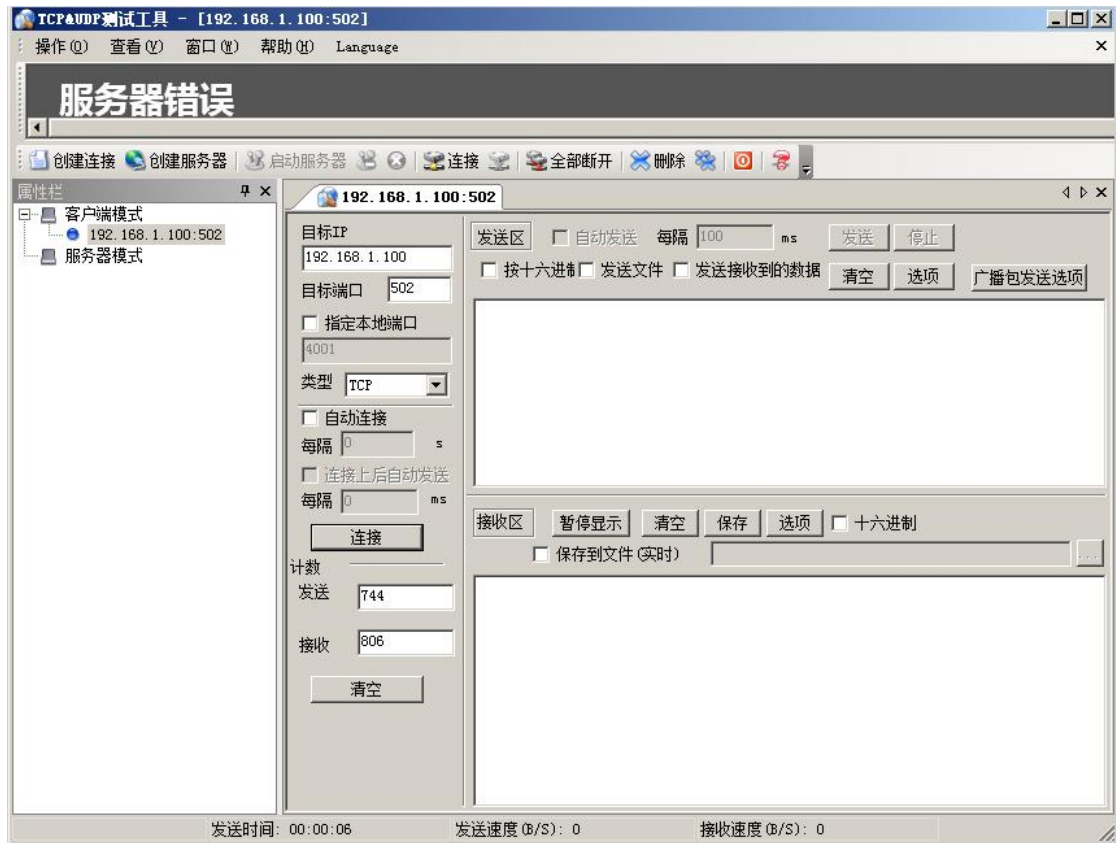 TCP&UDP测试工具 - [192.168.1.100:502]
操作(O) 查看(V) 窗口(W) 帮助(H) Language
服务器错误
创建连接 创建服务器 启动服务器 连接 全部断开 删除
属性栏
客户端模式
192.168.1.100:502
服务器模式
192.168.1.100:502
目标IP
192.168.1.100
目标端口 502
指定本地端口
4001
类型 TCP
自动连接
每隔 0 s
连接上后自动发送
每隔 0 ms
连接
计数
发送 744
接收 806
清空
发送区 自动发送 每隔 100 ms 发送 停止
按十六进制 发送文件 发送接收到的数据 清空 选项 广播包发送选项
接收区 暂停显示 清空 保存 选项 十六进制
保存到文件(实时) ...
发送时间: 00:00:06 发送速度(B/S): 0 接收速度(B/S): 0